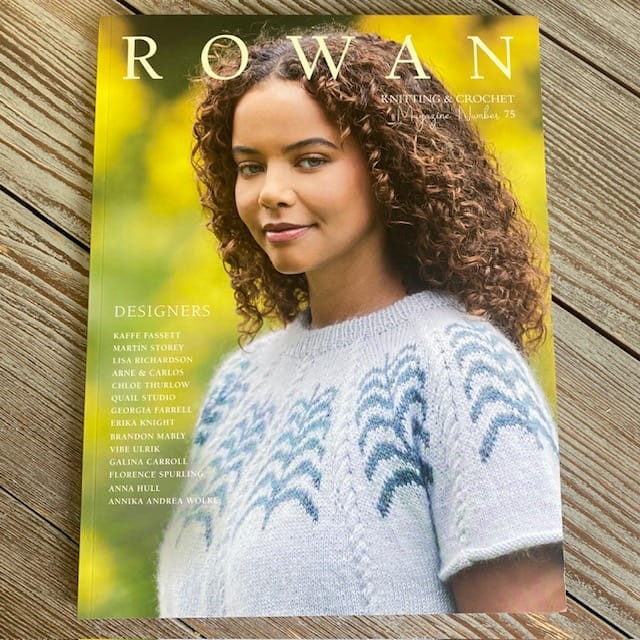 ROWAN
KNITTING & CROCHET
Magazine Number 75
DESIGNERS
KAFFE FASSETT
MARTIN STOREY
LISA RICHARDSON
ARNE & CARLOS
CHLOE THURLOW
QUAIL STUDIO
GEORGIA FARRELL
ERIKA KNIGHT
BRANDON MABLY
VIBE ULRIK
GALINA CARROLL
FLORENCE SPURLING
ANNA HULL
ANNIKA ANDREA WOLKE